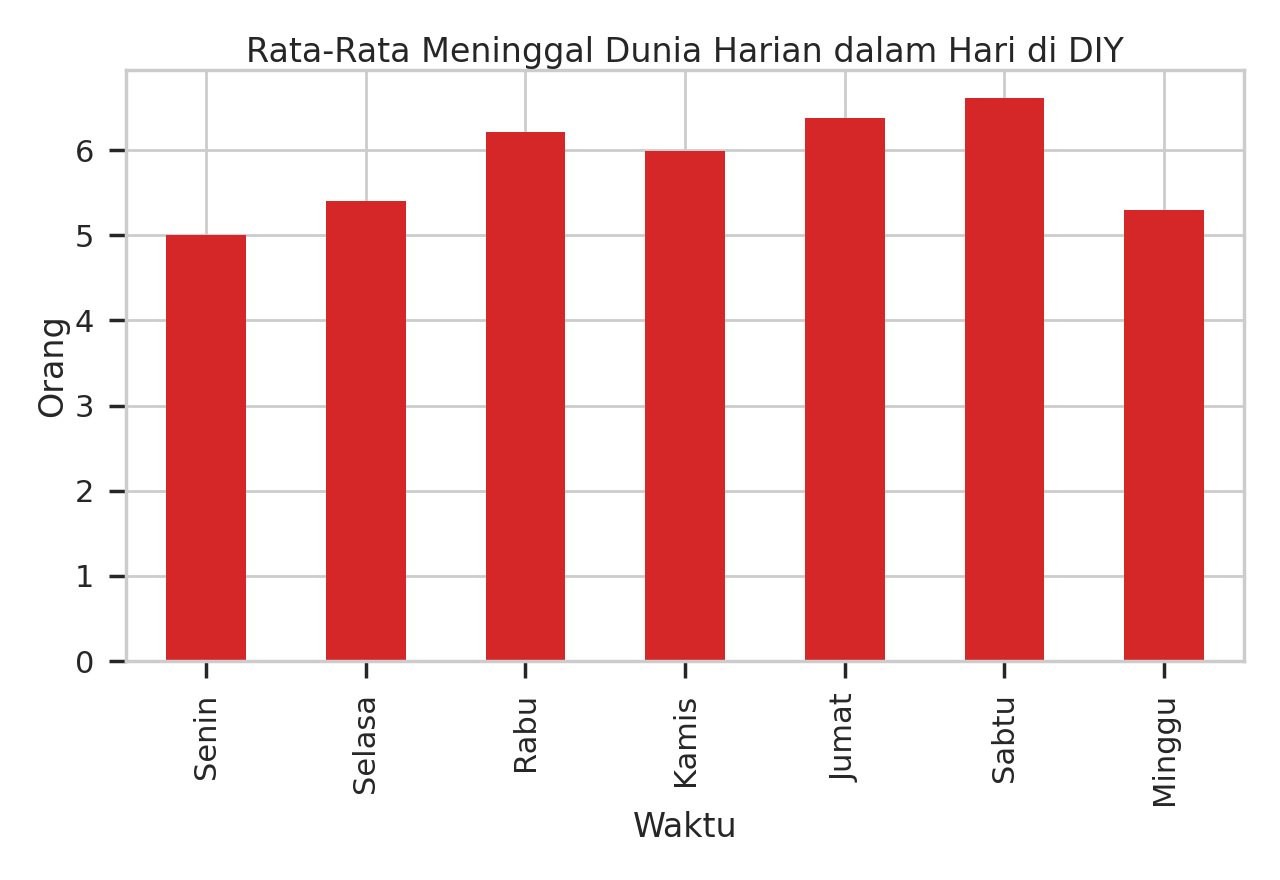 Rata-Rata Meninggal Dunia Harian dalam Hari di DIY
Orang
6
5
4
3
2
1
0
Senin
Selasa
Rabu
Kamis
Jumat
Sabtu
Minggu
Waktu